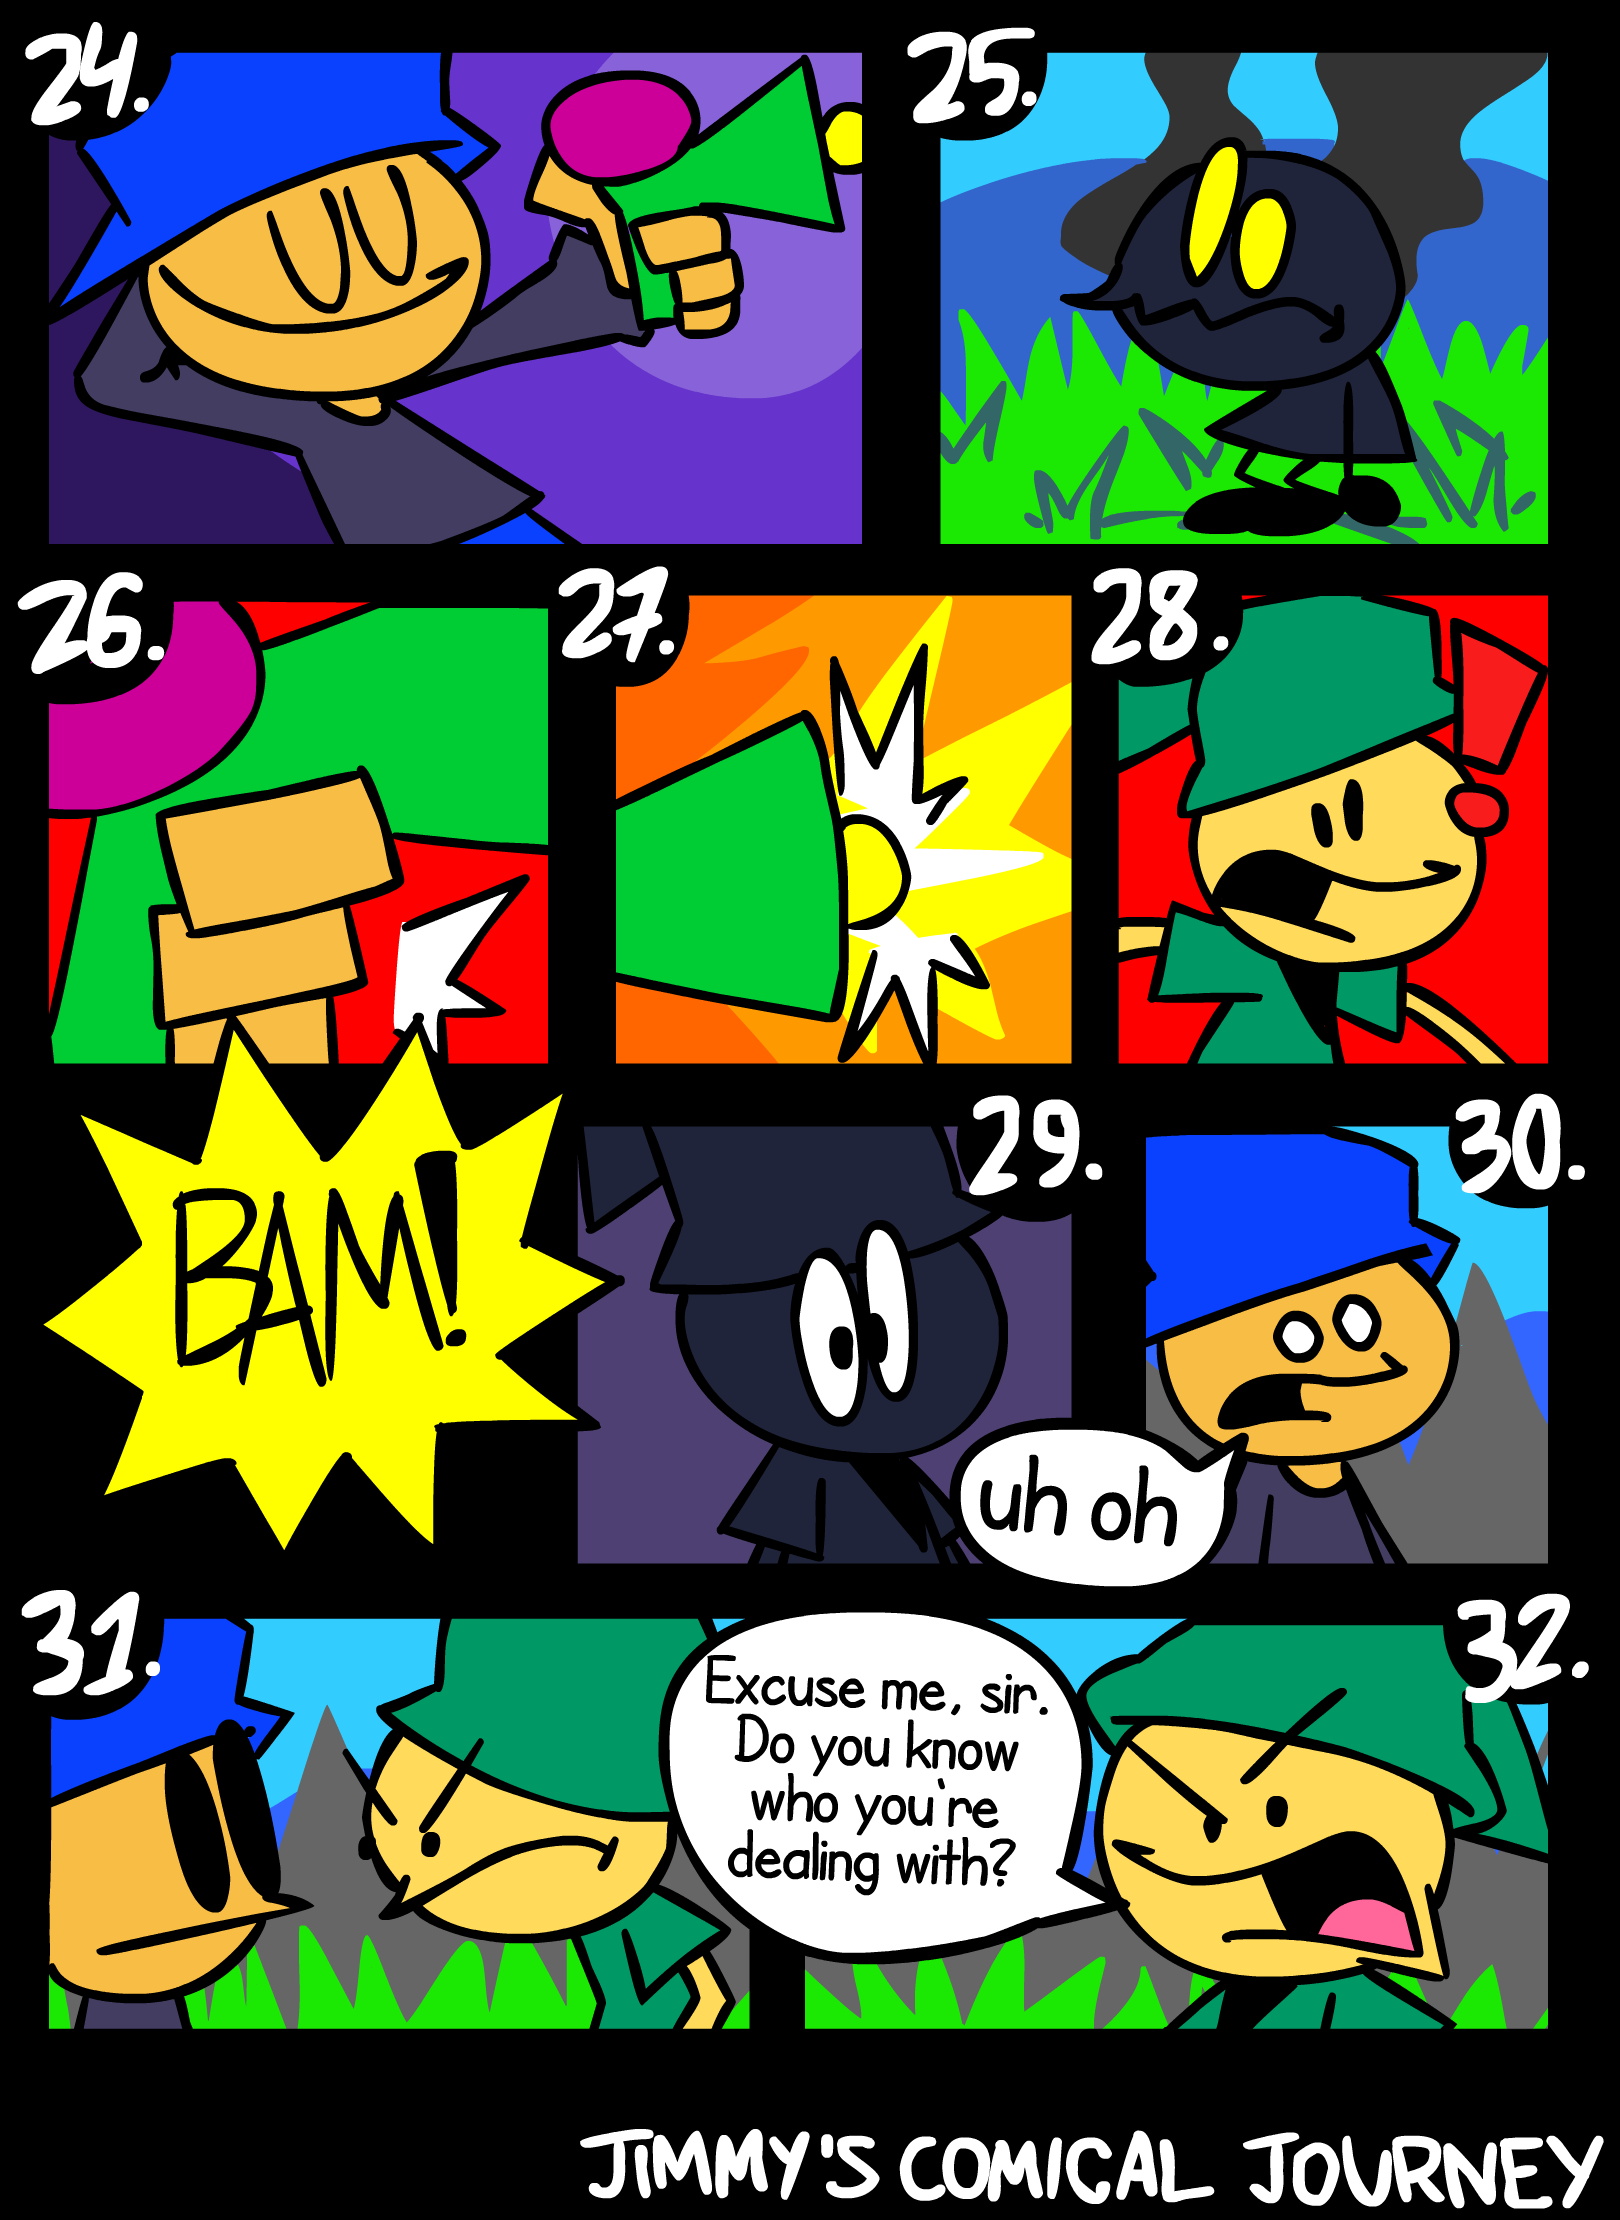 24.
25.
26.
27.
28.
BAM!
29.
30.
uh oh
31.
Excuse me, sir.
Do you know
who you're
dealing with?
32.
JIMMY'S COMICAL JOURNEY